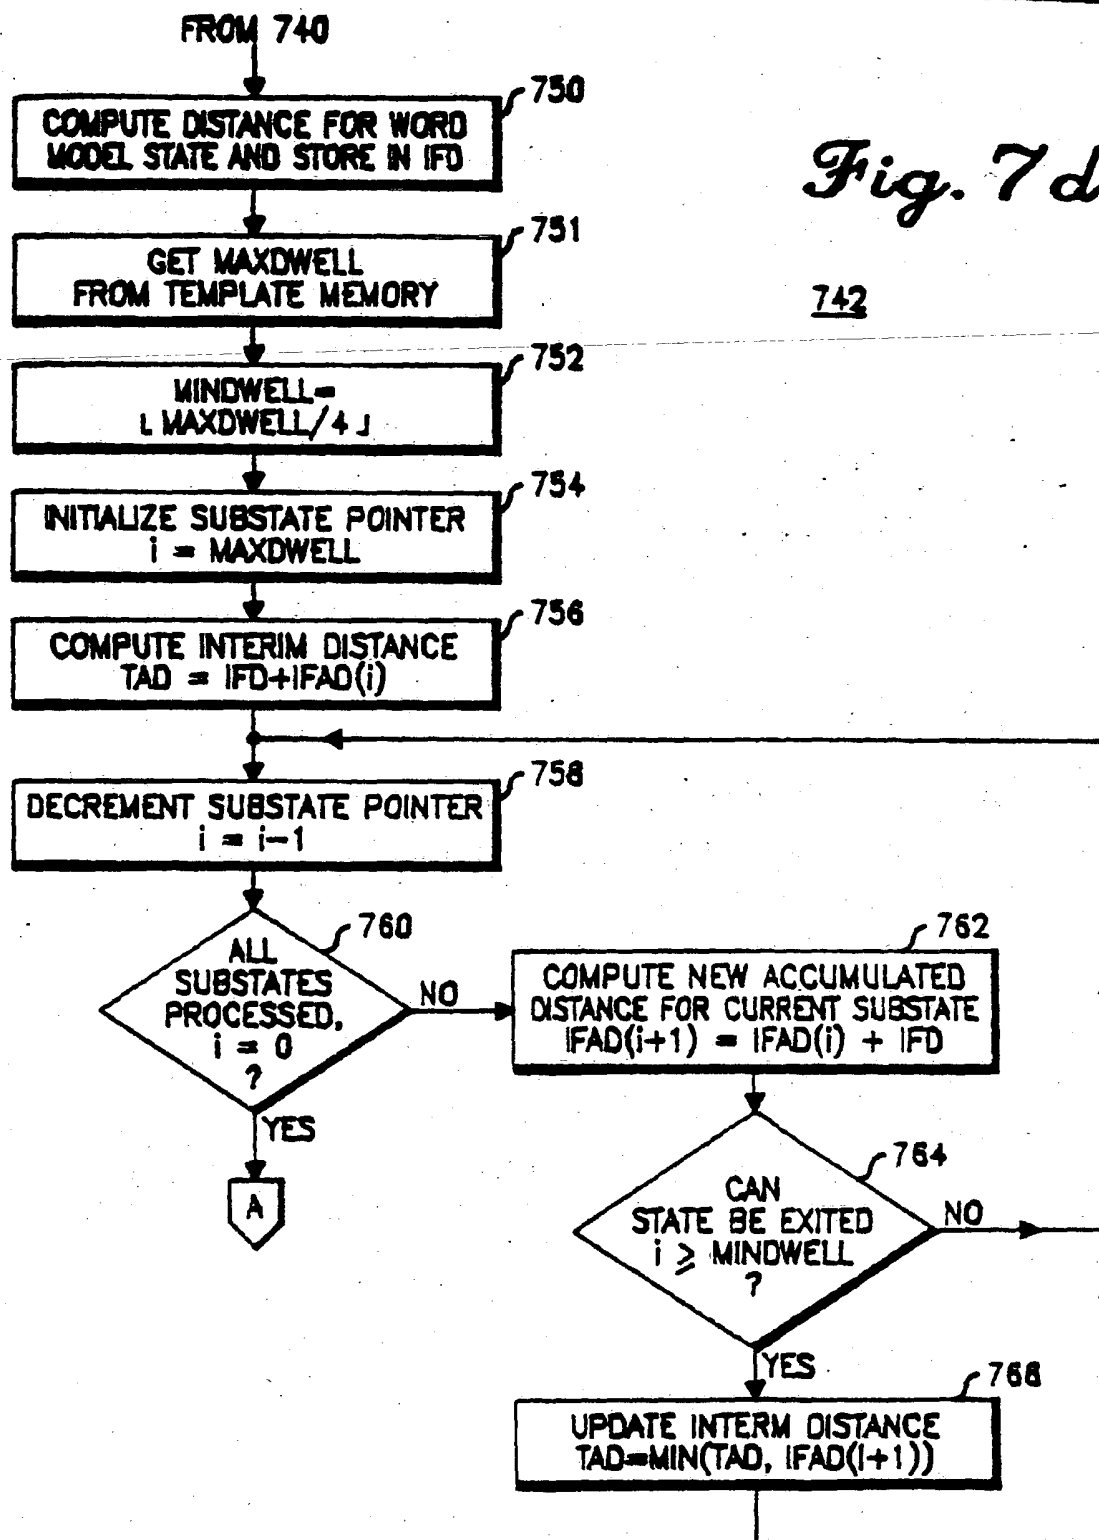 FROM 740
750
COMPUTE DISTANCE FOR WORD
MODEL STATE AND STORE IN IFD
Fig. 7d
751
GET MAXDWELL
FROM TEMPLATE MEMORY
742
752
MINDWELL=
⌊ MAXDWELL/4 ⌋
754
INITIALIZE SUBSTATE POINTER
i = MAXDWELL
756
COMPUTE INTERIM DISTANCE
TAD = IFD+IFAD(i)
758
DECREMENT SUBSTATE POINTER
i = i-1
760
ALL
SUBSTATES
PROCESSED,
i = 0
?
NO
YES
A
762
COMPUTE NEW ACCUMULATED
DISTANCE FOR CURRENT SUBSTATE
IFAD(i+1) = IFAD(i) + IFD
764
CAN
STATE BE EXITED
i ≥ MINDWELL
?
NO
YES
766
UPDATE INTERM DISTANCE
TAD=MIN(TAD, IFAD(i+1))